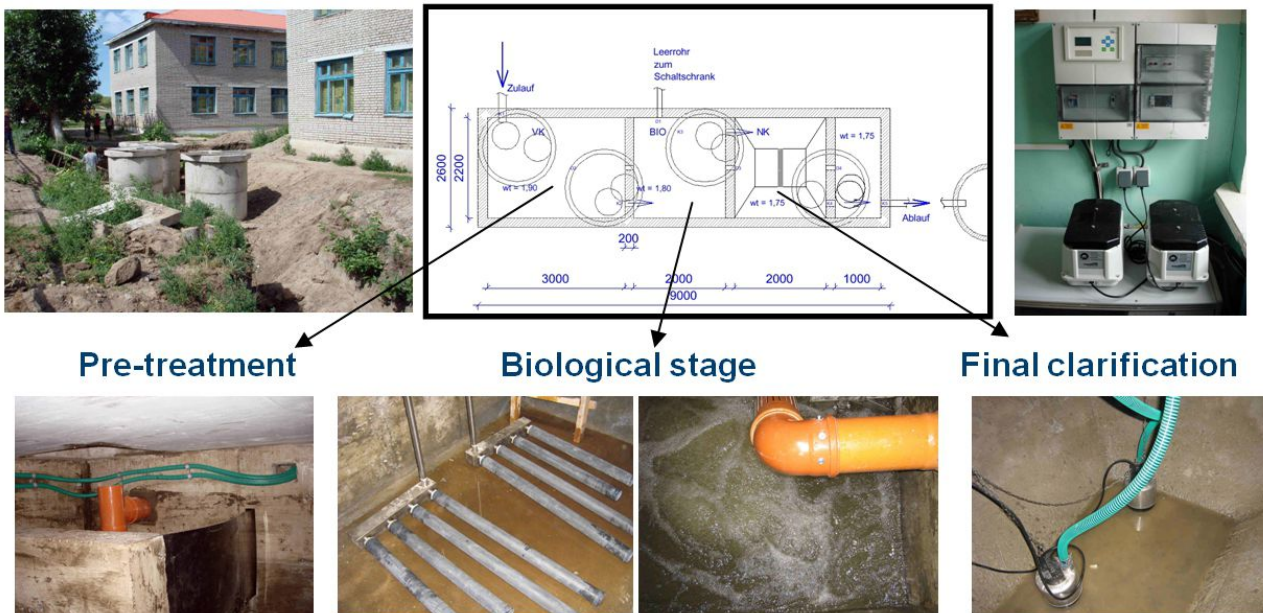 Leerrohr
zum
Schaltschrank
Zulauf
VK
BIO
NK
wt = 1,75
2600
2200
wt = 1,90
wt = 1,80
wt = 1,75
Ablauf
200
3000
2000
2000
1000
9000
Pre-treatment
Biological stage
Final clarification